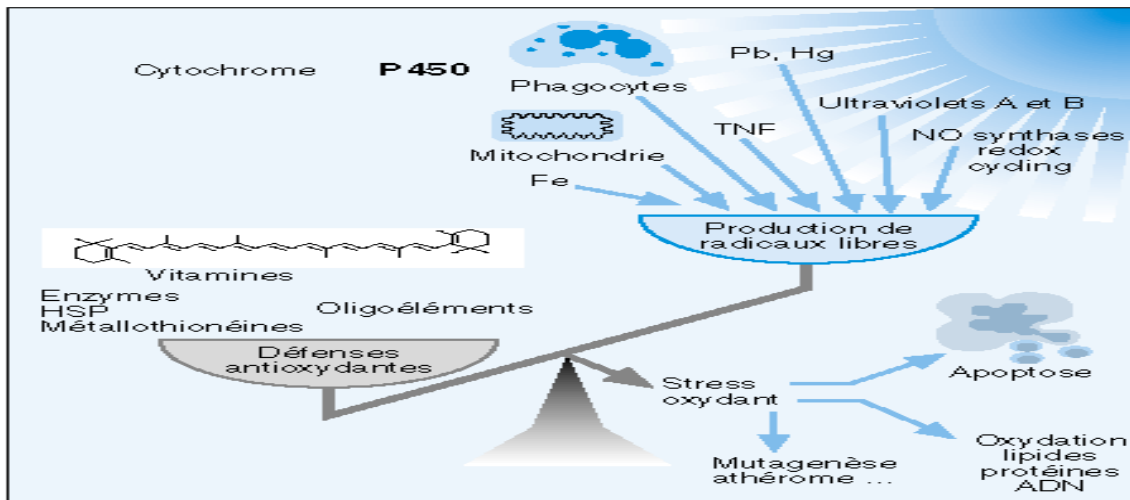 Cytochrome P450
Phagocytes
Pb, Hg
Ultraviolets A et B
TNF
NO synthases
redox
cycling
Mitochondrie
Fe
Production de
radicaux libres
Vitamines
Enzymes
HSP
Métallothionéines
Oligoéléments
Défenses
antioxydantes
Stress
oxydant
Apoptose
Mutagenèse
athérome ...
Oxydation
lipides
protéines
ADN